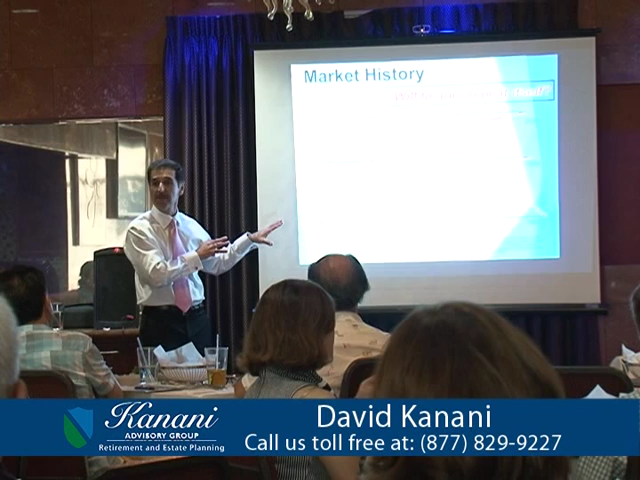 Market History
Kanani
ADVISORY GROUP
Retirement and Estate Planning
David Kanani
Call us toll free at: (877) 829-9227